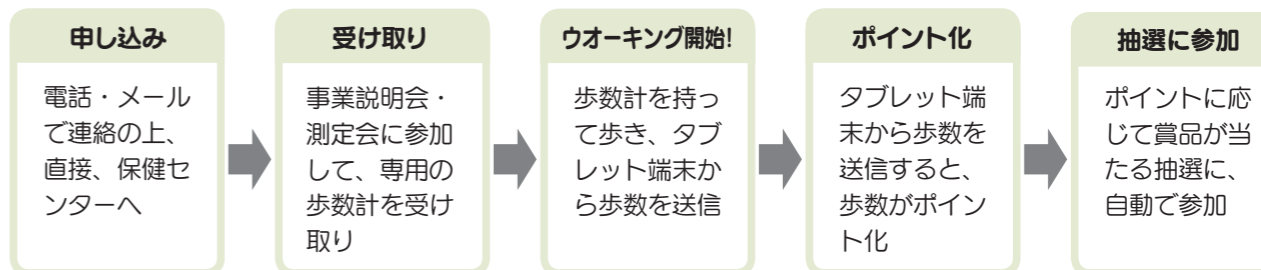 申し込み
電話・メール
で連絡の上、
直接、保健セ
ンターへ
受け取り
事業説明会・
測定会に参加
して、専用の
歩数計を受け
取り
ウオーキング開始!
歩数計を持っ
て歩き、タブ
レット端末か
ら歩数を送信
ポイント化
タブレット端
末から歩数を
送信すると、
歩数がポイン
ト化
抽選に参加
ポイントに応
じて賞品が当
たる抽選に、
自動で参加